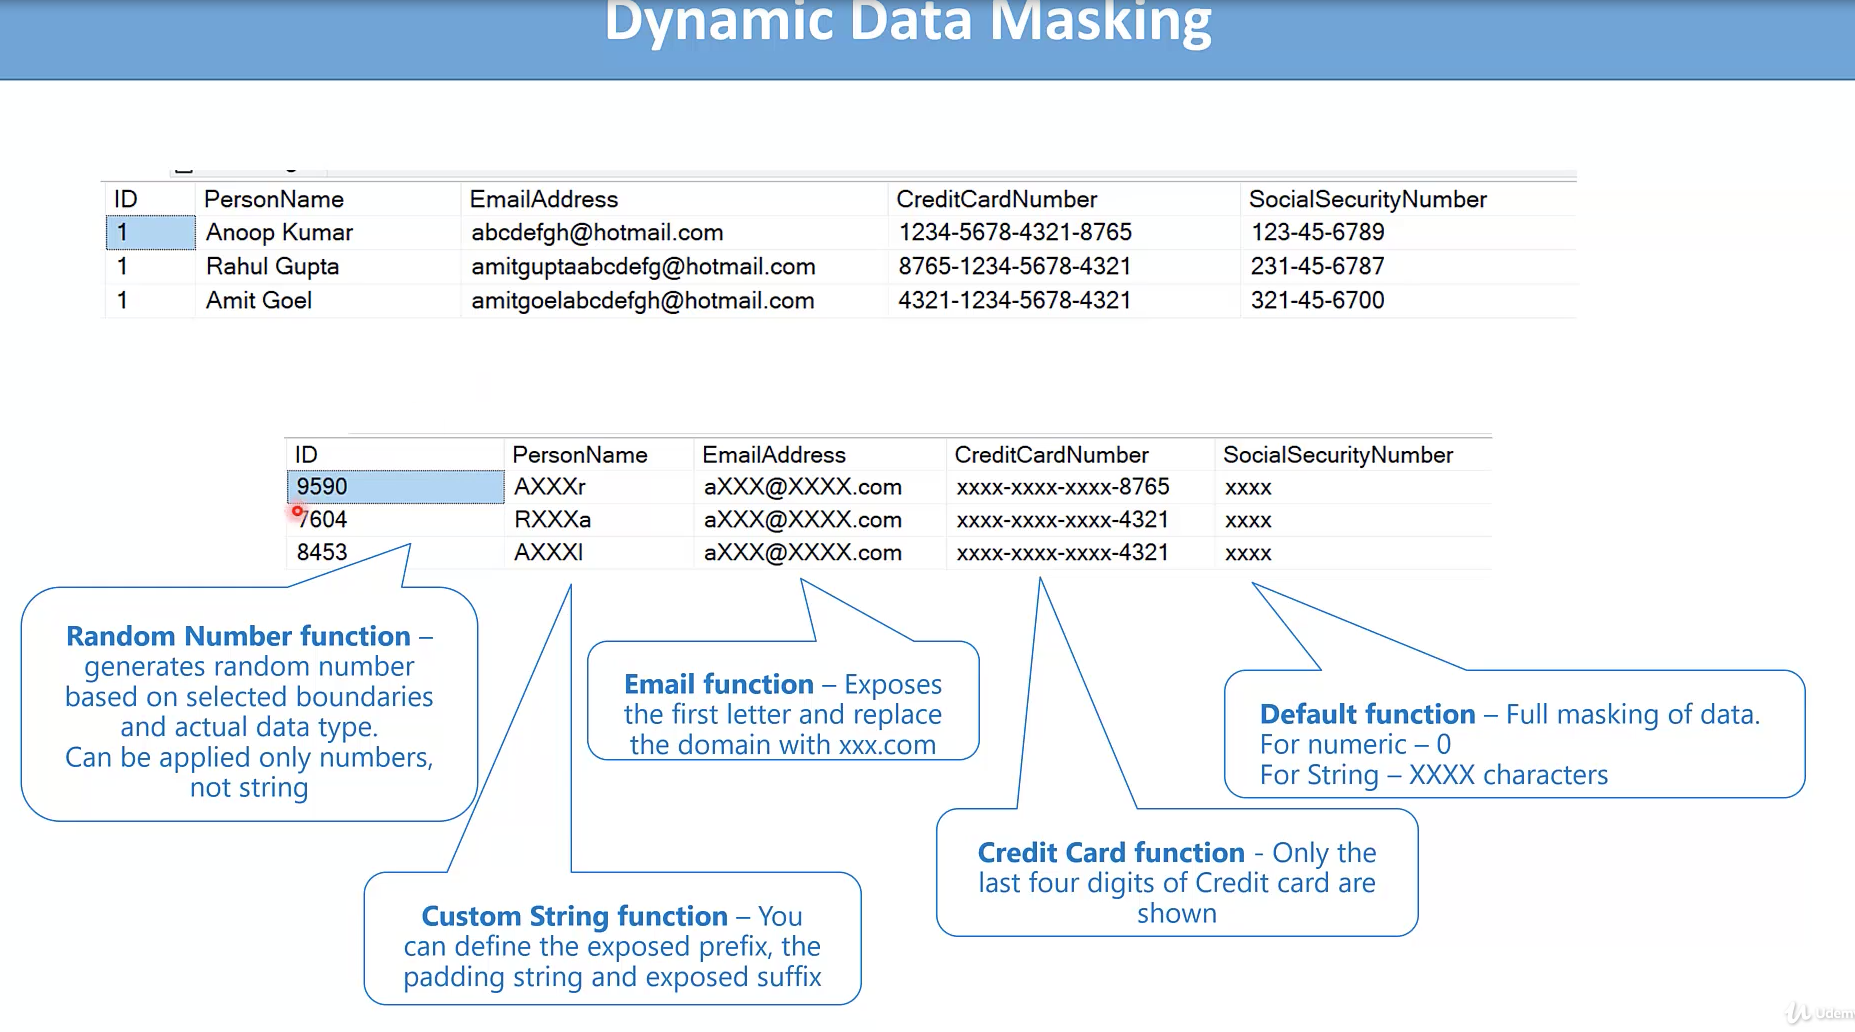 Dynamic Data Masking
ID PersonName EmailAddress CreditCardNumber SocialSecurityNumber
1 Anoop Kumar abcdefgh@hotmail.com 1234-5678-4321-8765 123-45-6789
1 Rahul Gupta amitguptaabcdefg@hotmail.com 8765-1234-5678-4321 231-45-6787
1 Amit Goel amitgoelabcdefgh@hotmail.com 4321-1234-5678-4321 321-45-6700
ID PersonName EmailAddress CreditCardNumber SocialSecurityNumber
9590 AXXXr aXXX@XXXX.com xxxx-xxxx-xxxx-8765 xxxx
7604 RXXXa aXXX@XXXX.com xxxx-xxxx-xxxx-4321 xxxx
8453 AXXXl aXXX@XXXX.com xxxx-xxxx-xxxx-4321 xxxx
Random Number function –
generates random number
based on selected boundaries
and actual data type.
Can be applied only numbers,
not string
Custom String function – You
can define the exposed prefix, the
padding string and exposed suffix
Email function – Exposes
the first letter and replace
the domain with xxx.com
Credit Card function - Only the
last four digits of Credit card are
shown
Default function – Full masking of data.
For numeric – 0
For String – XXXX characters